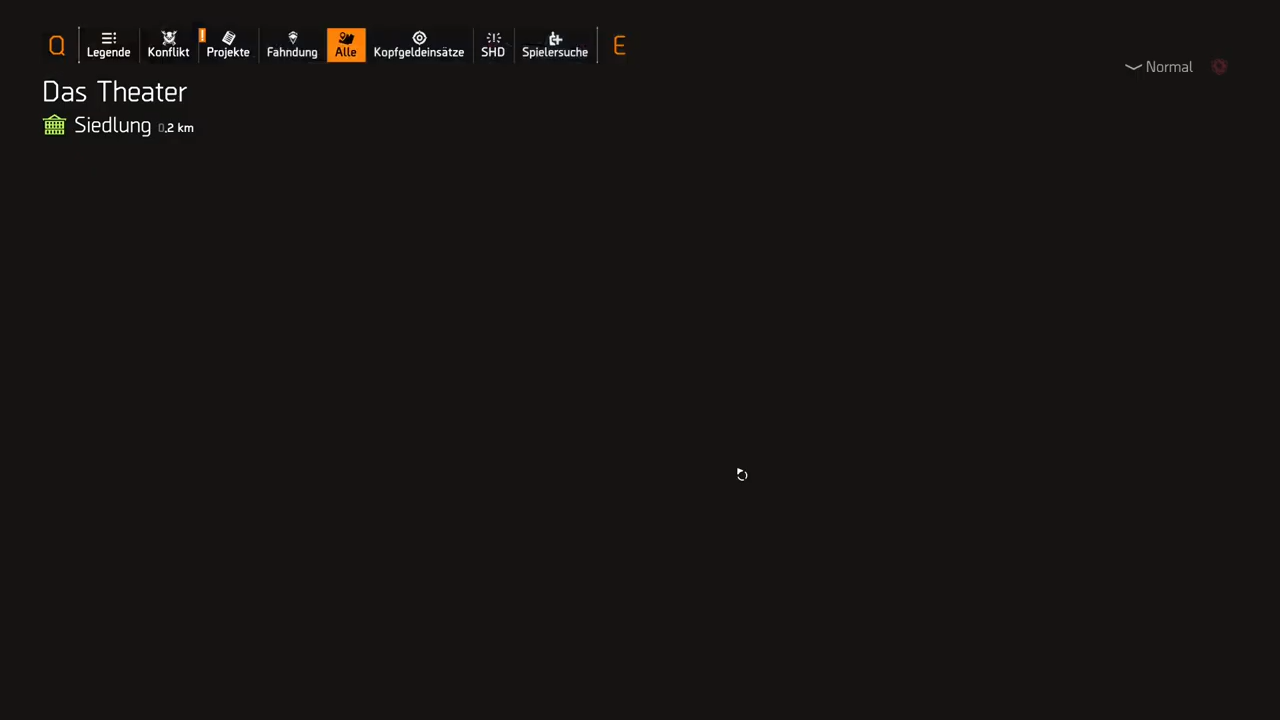 Q Legende Konflikt ! Projekte Fahndung Alle Kopfgeldeinsätze SHD Spielersuche E
Normal
Das Theater
Siedlung 0.2 km